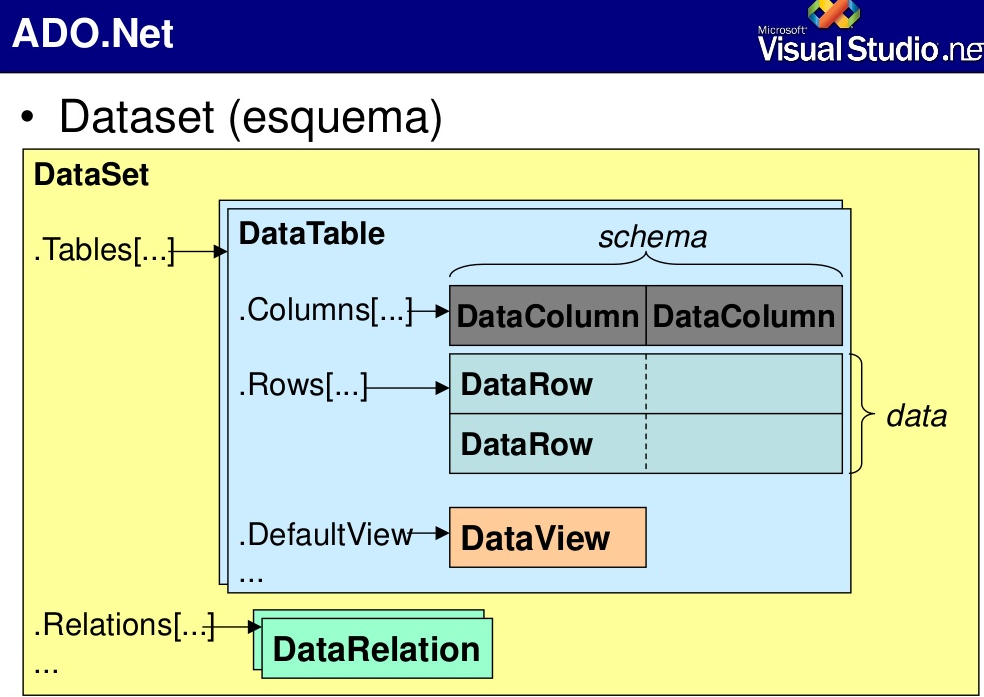 ADO.Net
Microsoft
Visual Studio.ne
• Dataset (esquema)
DataSet
.Tables[...]
DataTable
schema
.Columns[...]
DataColumn DataColumn
.Rows[...]
DataRow
DataRow
data
.DefaultView
DataView
...
.Relations[...]
DataRelation
...